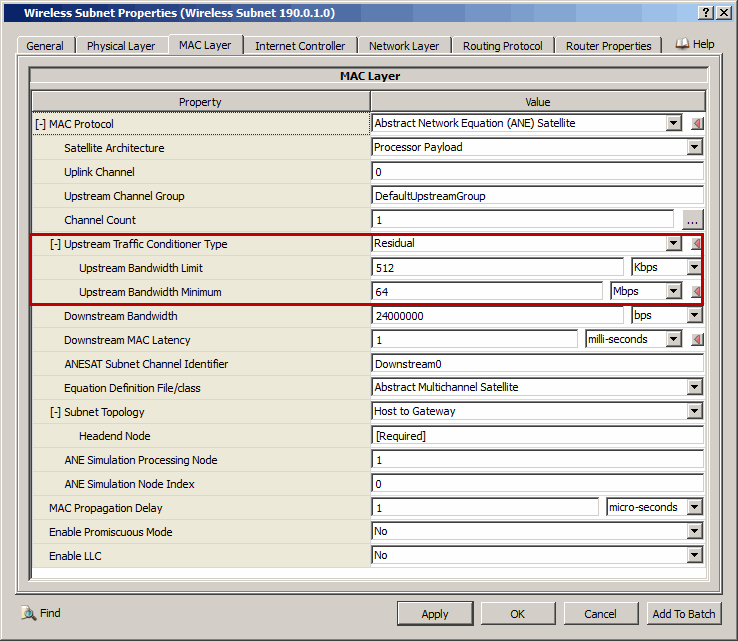 Wireless Subnet Properties (Wireless Subnet 190.0.1.0)
General Physical Layer MAC Layer Internet Controller Network Layer Routing Protocol Router Properties Help
MAC Layer
Property Value
[-] MAC Protocol Abstract Network Equation (ANE) Satellite
Satellite Architecture Processor Payload
Uplink Channel 0
Upstream Channel Group DefaultUpstreamGroup
Channel Count 1 ...
[-] Upstream Traffic Conditioner Type Residual
Upstream Bandwidth Limit 512 Kbps
Upstream Bandwidth Minimum 64 Mbps
Downstream Bandwidth 24000000 bps
Downstream MAC Latency 1 milli-seconds
ANESAT Subnet Channel Identifier Downstream0
Equation Definition File/class Abstract Multichannel Satellite
[-] Subnet Topology Host to Gateway
Headend Node [Required]
ANE Simulation Processing Node 1
ANE Simulation Node Index 0
MAC Propagation Delay 1 micro-seconds
Enable Promiscuous Mode No
Enable LLC No
Find Apply OK Cancel Add To Batch